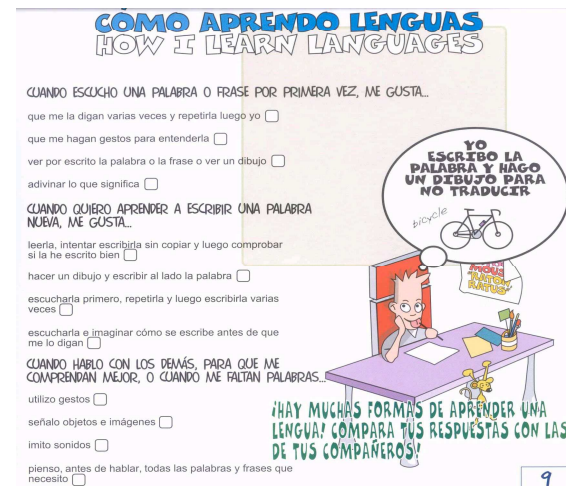 CÓMO APRENDO LENGUAS
HOW I LEARN LANGUAGES
CUANDO ESCUCHO UNA PALABRA O FRASE POR PRIMERA VEZ, ME GUSTA...
que me la digan varias veces y repetirla luego yo
que me hagan gestos para entenderla
ver por escrito la palabra o la frase o ver un dibujo
adivinar lo que significa
CUANDO QUIERO APRENDER A ESCRIBIR UNA PALABRA
NUEVA, ME GUSTA...
leerla, intentar escribirla sin copiar y luego comprobar
si la he escrito bien
hacer un dibujo y escribir al lado la palabra
escucharla primero, repetirla y luego escribirla varias
veces
escucharla e imaginar cómo se escribe antes de que
me lo digan
CUANDO HABLO CON LOS DEMÁS, PARA QUE ME
COMPRENDAN MEJOR, O CUANDO ME FALTAN PALABRAS...
utilizo gestos
señalo objetos e imágenes
imito sonidos
pienso, antes de hablar, todas las palabras y frases que
necesito
YO
ESCRIBO LA
PALABRA Y HAGO
UN DIBUJO PARA
NO TRADUCIR
bicycle
RATON
RATUS
¡HAY MUCHAS FORMAS DE APRENDER UNA
LENGUA! COMPARA TUS RESPUESTAS CON LAS
DE TUS COMPAÑEROS!
9